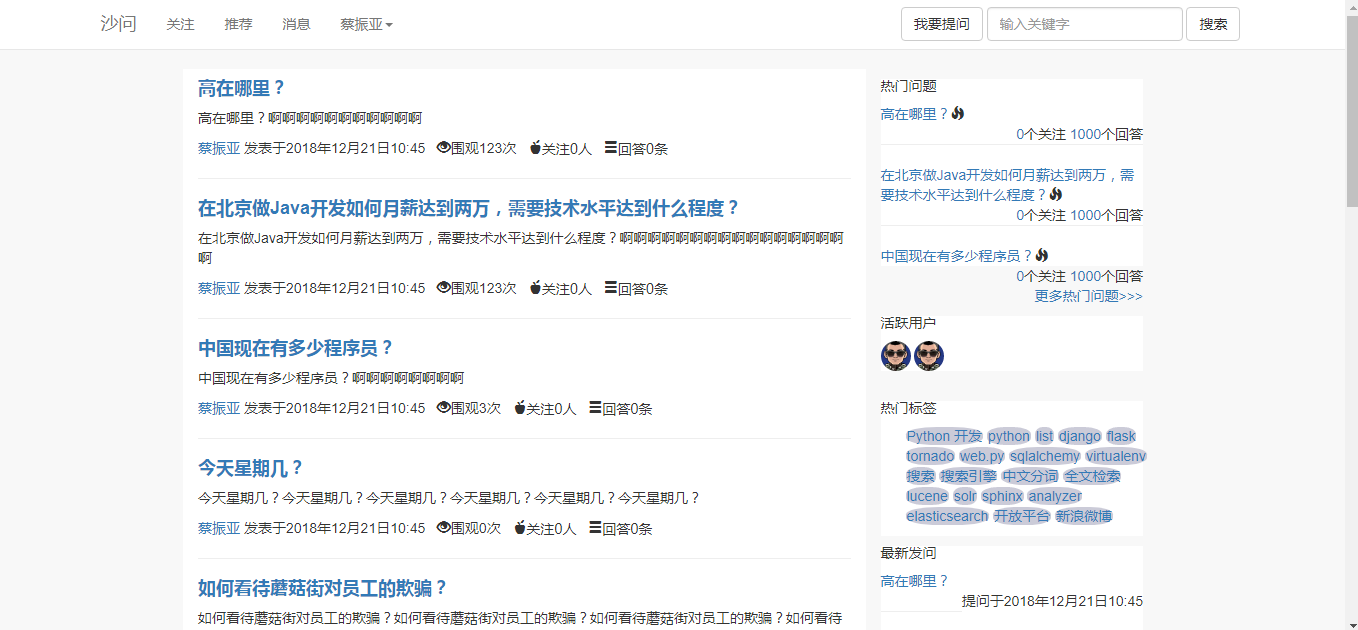 沙问 关注 推荐 消息 蔡振亚 我要提问 输入关键字 搜索
高在哪里？
高在哪里？啊啊啊啊啊啊啊啊啊啊啊
蔡振亚 发表于2018年12月21日10:45 围观123次 关注0人 回答0条
在北京做Java开发如何月薪达到两万，需要技术水平达到什么程度？
在北京做Java开发如何月薪达到两万，需要技术水平达到什么程度？啊啊啊啊啊啊啊啊啊啊啊啊啊啊啊啊
啊
蔡振亚 发表于2018年12月21日10:45 围观123次 关注0人 回答0条
中国现在有多少程序员？
中国现在有多少程序员？啊啊啊啊啊啊啊啊
蔡振亚 发表于2018年12月21日10:45 围观3次 关注0人 回答0条
今天星期几？
今天星期几？今天星期几？今天星期几？今天星期几？今天星期几？今天星期几？
蔡振亚 发表于2018年12月21日10:45 围观0次 关注0人 回答0条
如何看待蘑菇街对员工的欺骗？
如何看待蘑菇街对员工的欺骗？如何看待蘑菇街对员工的欺骗？如何看待蘑菇街对员工的欺骗？如何看待
热门问题
高在哪里？
0个关注 1000个回答
在北京做Java开发如何月薪达到两万，需
要技术水平达到什么程度？
0个关注 1000个回答
中国现在有多少程序员？
0个关注 1000个回答
更多热门问题>>>
活跃用户
热门标签
Python 开发 python list django flask
tornado web.py sqlalchemy virtualenv
搜索 搜索引擎 中文分词 全文检索
lucene solr sphinx analyzer
elasticsearch 开放平台 新浪微博
最新发问
高在哪里？
提问于2018年12月21日10:45